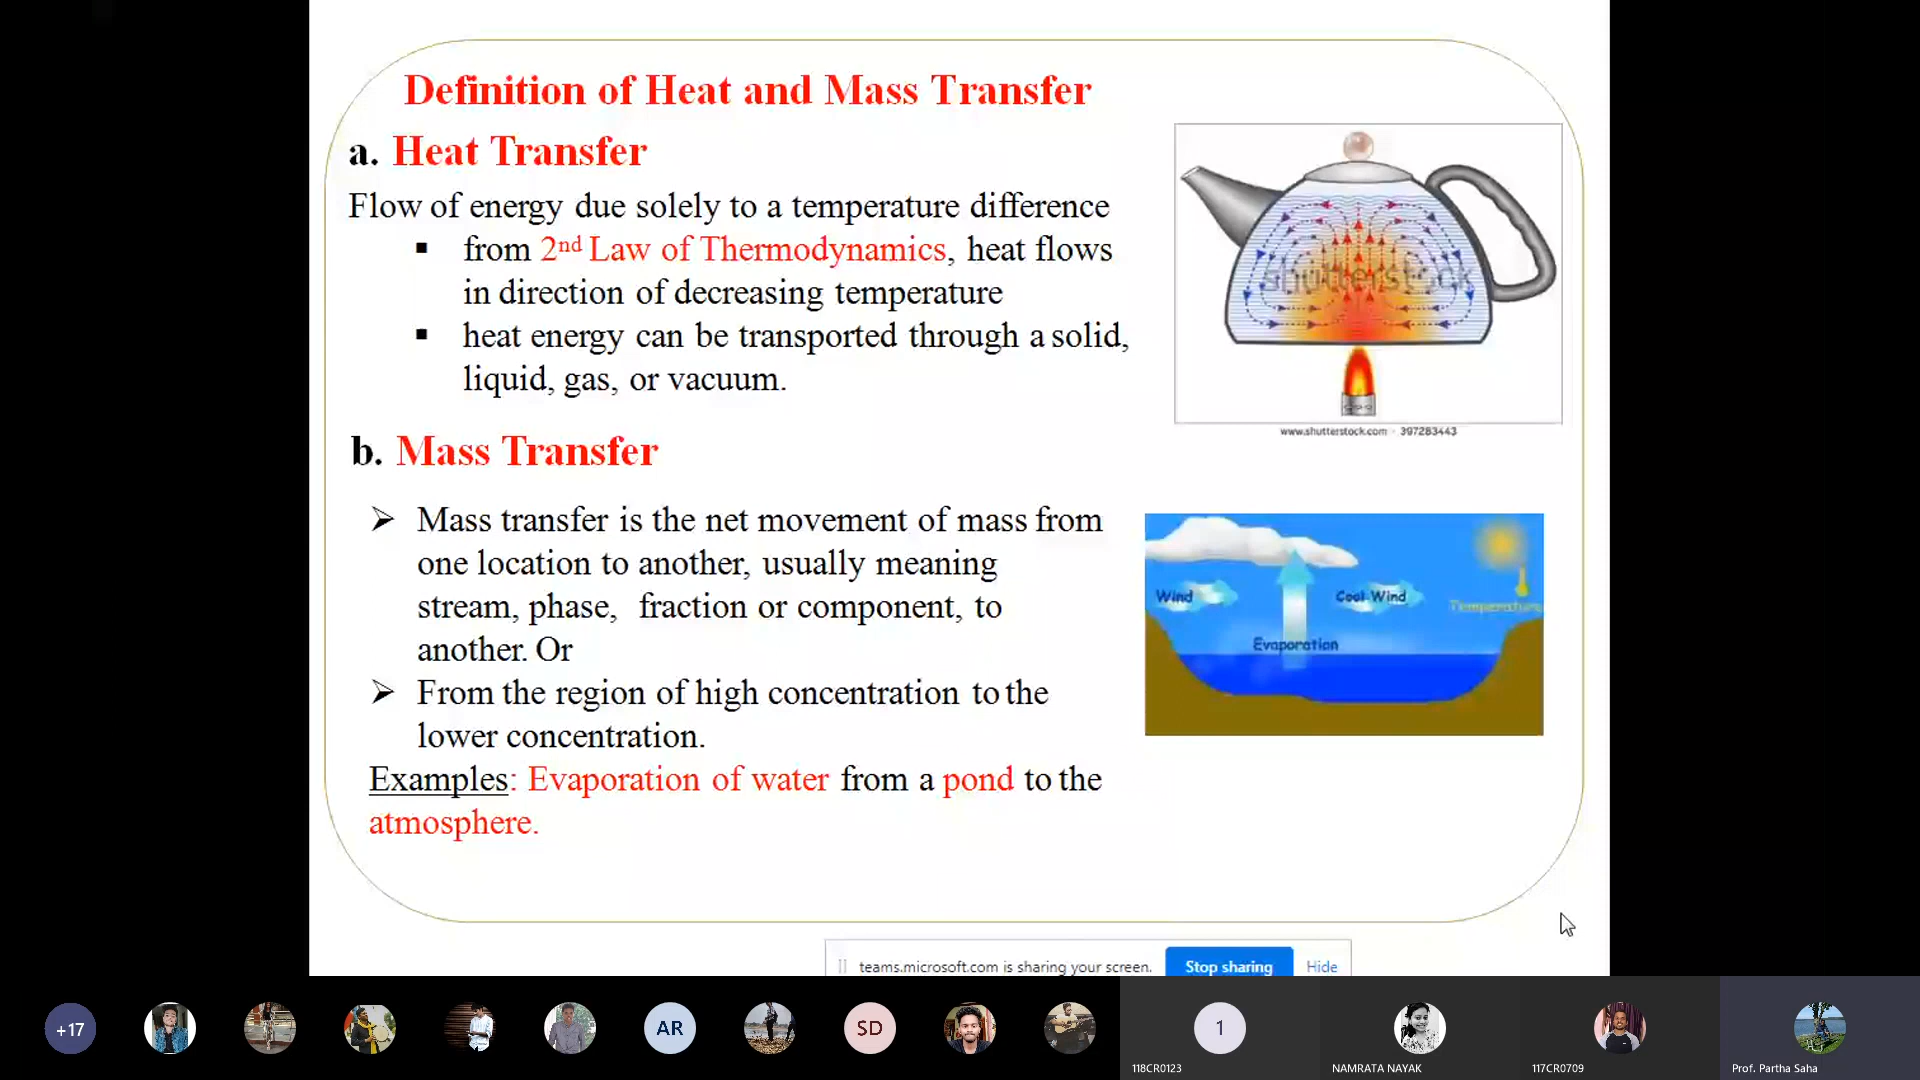 Definition of Heat and Mass Transfer
a. Heat Transfer
Flow of energy due solely to a temperature difference
▪ from 2nd Law of Thermodynamics, heat flows
in direction of decreasing temperature
▪ heat energy can be transported through a solid,
liquid, gas, or vacuum.
shutterstock
www.shutterstock.com · 397283443
b. Mass Transfer
➢ Mass transfer is the net movement of mass from
one location to another, usually meaning
stream, phase, fraction or component, to
another. Or
➢ From the region of high concentration to the
lower concentration.
Examples: Evaporation of water from a pond to the
atmosphere.
Wind
Cool Wind
Temperature
Evaporation
teams.microsoft.com is sharing your screen. Stop sharing Hide
+17
AR
SD
1
118CR0123
NAMRATA NAYAK
117CR0709
Prof. Partha Saha